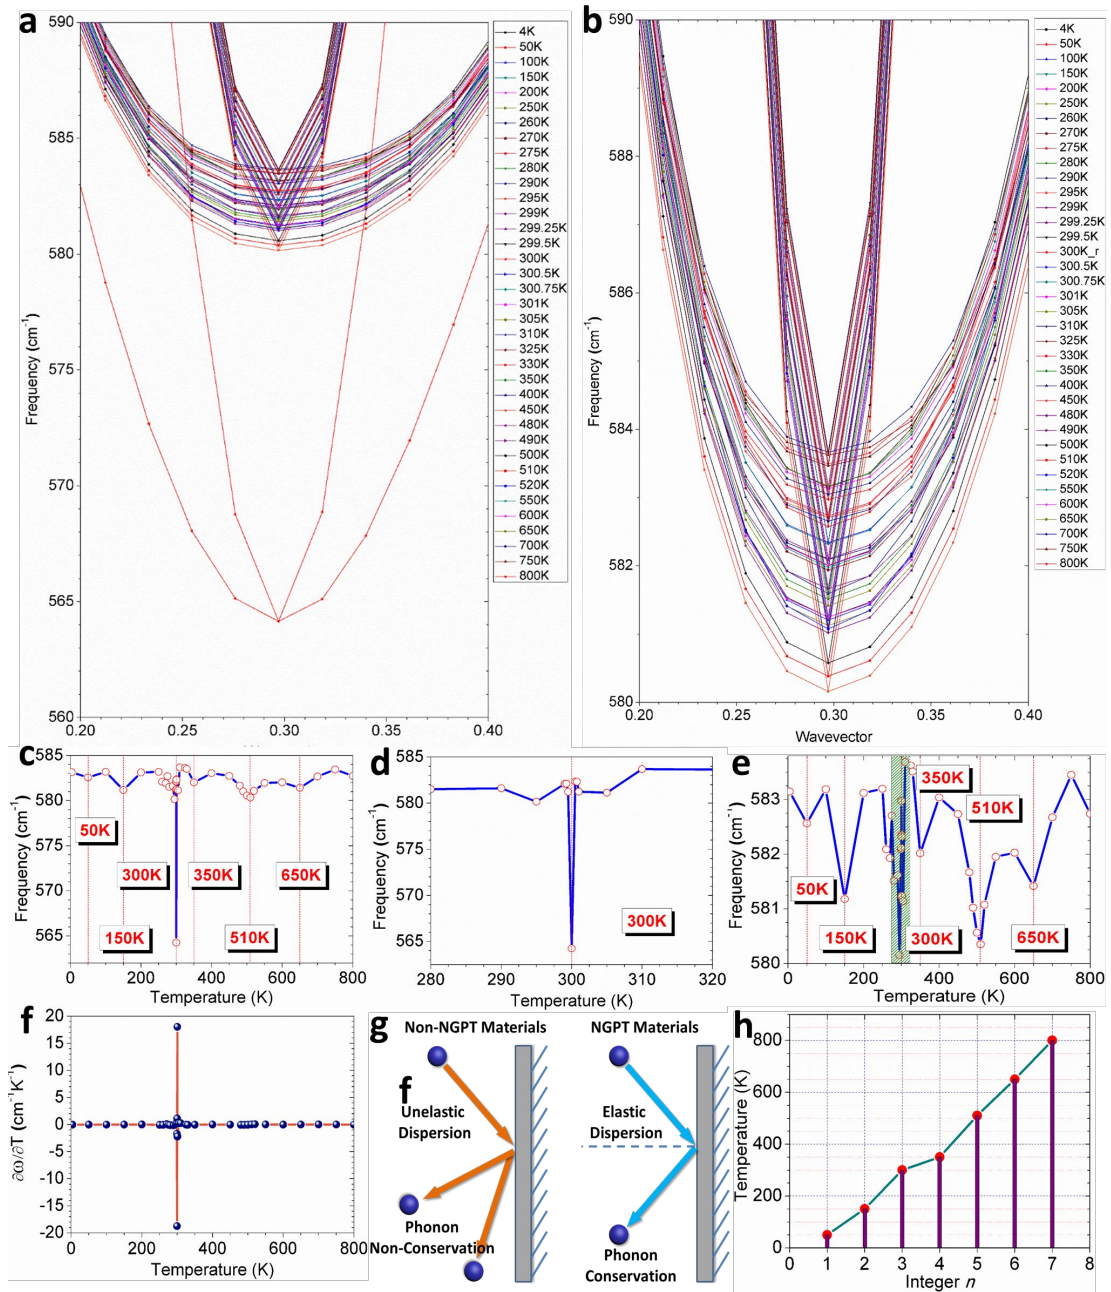 a
590
585
580
575
570
565
560
0.20
0.25
0.30
0.35
0.40
Frequency (cm-1)
4K
50K
100K
150K
200K
250K
260K
270K
275K
280K
290K
295K
299K
299.25K
299.5K
300K
300.5K
300.75K
301K
305K
310K
325K
330K
350K
400K
450K
480K
490K
500K
510K
520K
550K
600K
650K
700K
750K
800K
b
590
588
586
584
582
580
0.20
0.25
0.30
0.35
0.40
Frequency (cm-1)
Wavevector
4K
50K
100K
150K
200K
250K
260K
270K
275K
280K
290K
295K
299K
299.25K
299.5K
300K_r
300.5K
300.75K
301K
305K
310K
325K
330K
350K
400K
450K
480K
490K
500K
510K
520K
550K
600K
650K
700K
750K
800K
c
585
580
575
570
565
Frequency (cm-1)
50K
300K
350K
650K
150K
510K
0
200
400
600
800
Temperature (K)
d
585
580
575
570
565
Frequency (cm-1)
300K
280
290
300
310
320
Temperature (K)
e
583
582
581
580
Frequency (cm-1)
350K
510K
50K
150K
300K
650K
0
200
400
600
800
Temperature (K)
f
20
15
10
5
0
-5
-10
-15
-20
∂ω/∂T (cm-1K-1)
0
200
400
600
800
Temperature (K)
g
Non-NGPT Materials
NGPT Materials
f
Unelastic
Dispersion
Elastic
Dispersion
Phonon
Non-Conservation
Phonon
Conservation
h
800
600
400
200
0
Temperature (K)
0
1
2
3
4
5
6
7
8
Integer n